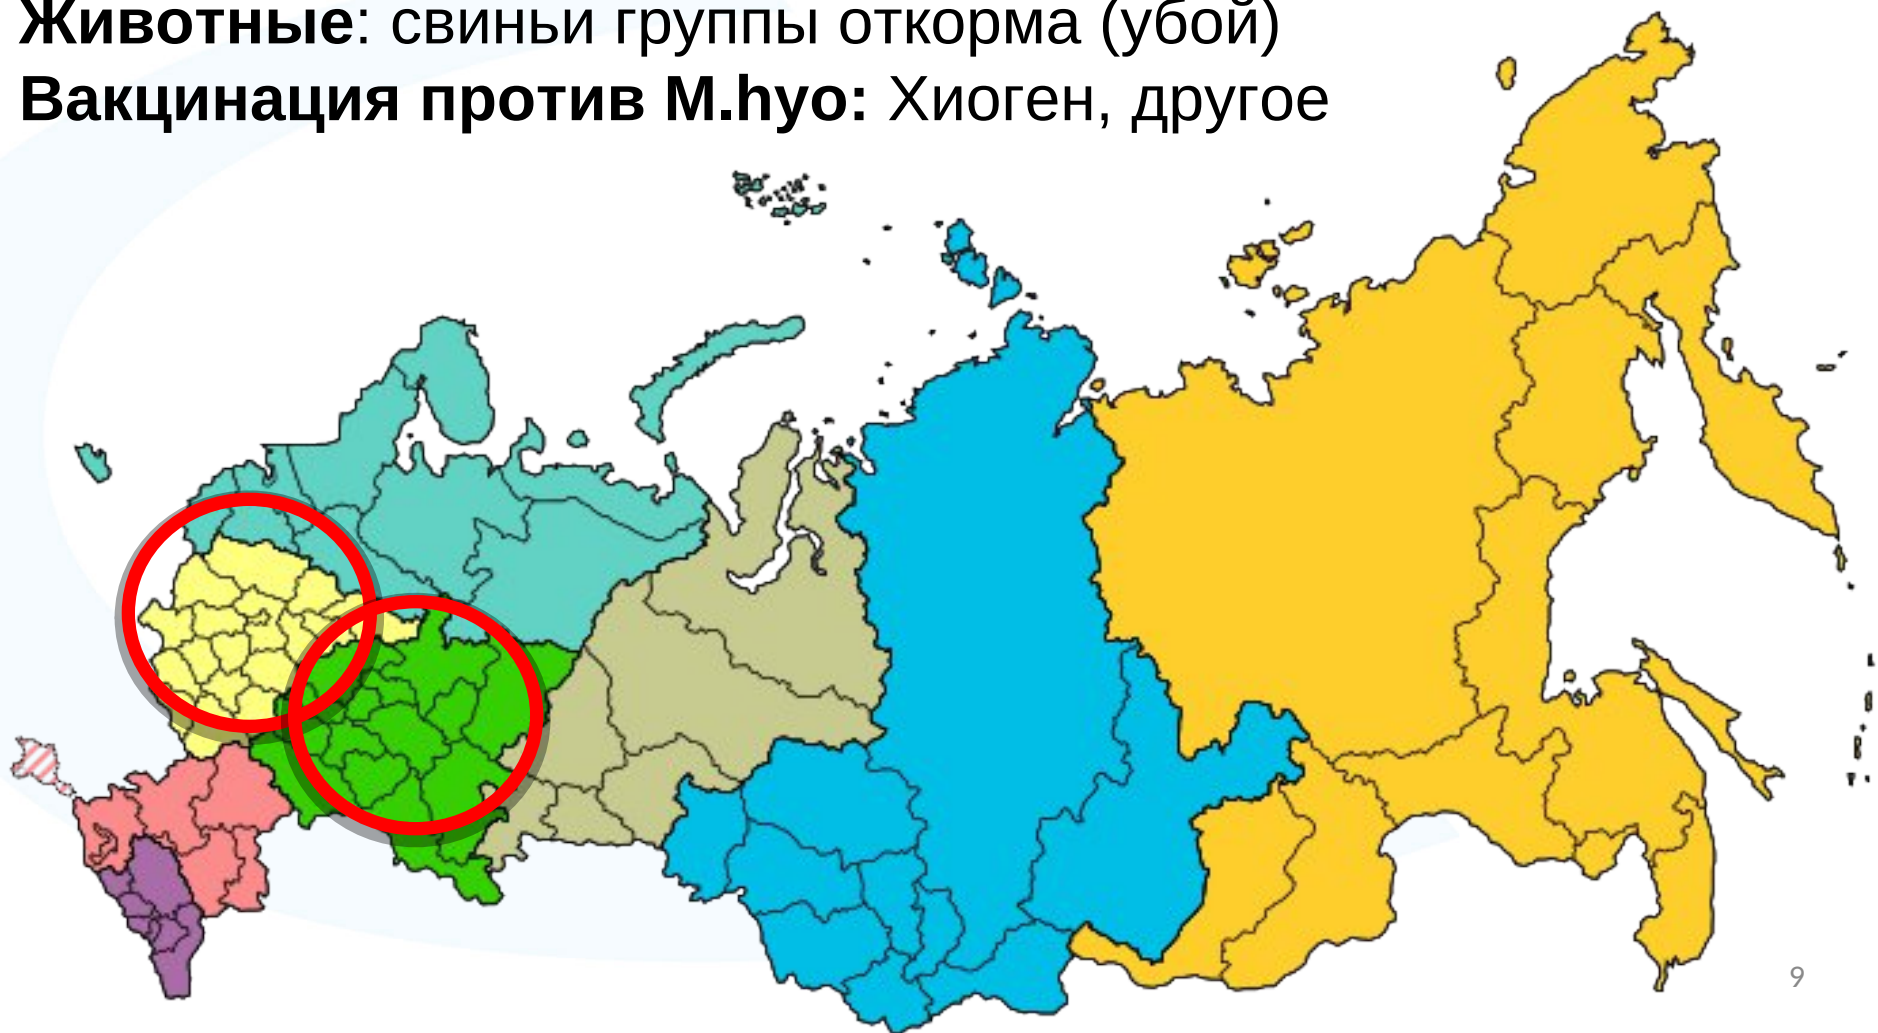 Животные: свиньи группы откорма (убой)
Вакцинация против M.hyo: Хиоген, другое
9